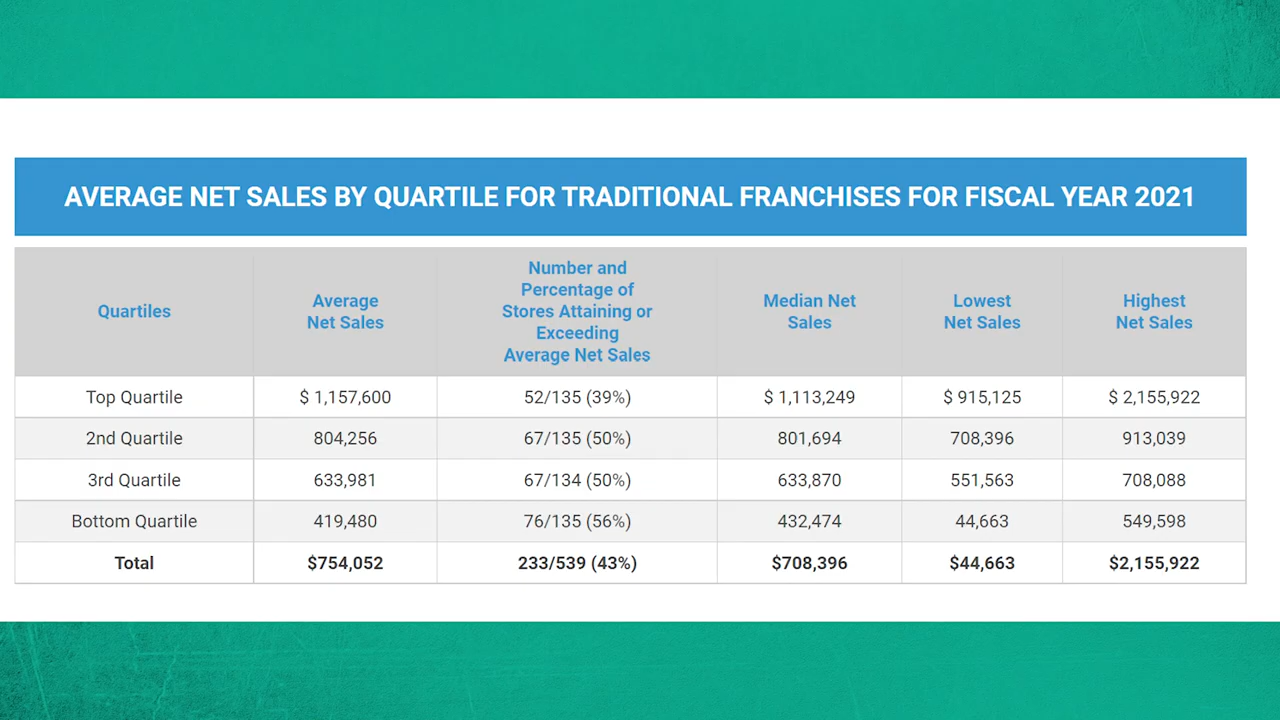 AVERAGE NET SALES BY QUARTILE FOR TRADITIONAL FRANCHISES FOR FISCAL YEAR 2021
Quartiles
Average
Net Sales
Number and
Percentage of
Stores Attaining or
Exceeding
Average Net Sales
Median Net
Sales
Lowest
Net Sales
Highest
Net Sales
Top Quartile $ 1,157,600 52/135 (39%) $ 1,113,249 $ 915,125 $ 2,155,922
2nd Quartile 804,256 67/135 (50%) 801,694 708,396 913,039
3rd Quartile 633,981 67/134 (50%) 633,870 551,563 708,088
Bottom Quartile 419,480 76/135 (56%) 432,474 44,663 549,598
Total $754,052 233/539 (43%) $708,396 $44,663 $2,155,922